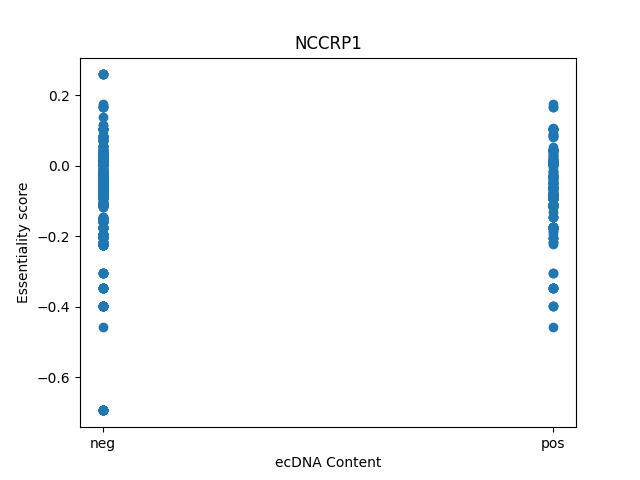 NCCRP1
Essentiality score
0.2
0.0
−0.2
−0.4
−0.6
neg
pos
ecDNA Content